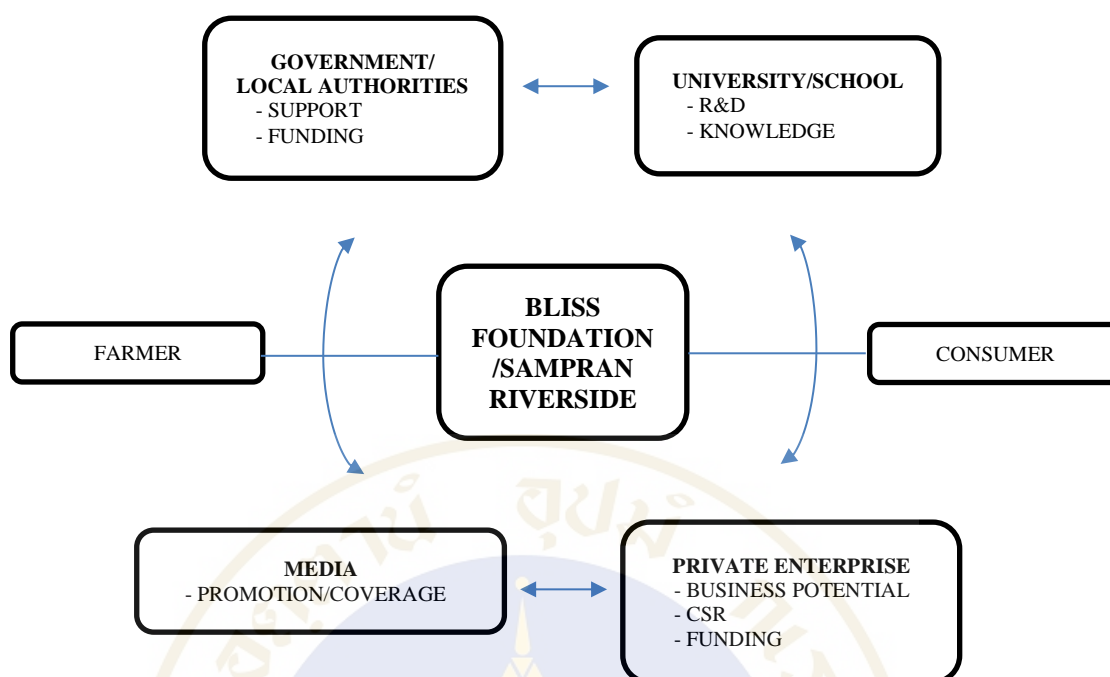 GOVERNMENT/
LOCAL AUTHORITIES
- SUPPORT
- FUNDING
UNIVERSITY/SCHOOL
- R&D
- KNOWLEDGE
FARMER
BLISS
FOUNDATION
/SAMPRAN
RIVERSIDE
CONSUMER
MEDIA
- PROMOTION/COVERAGE
PRIVATE ENTERPRISE
- BUSINESS POTENTIAL
- CSR
- FUNDING